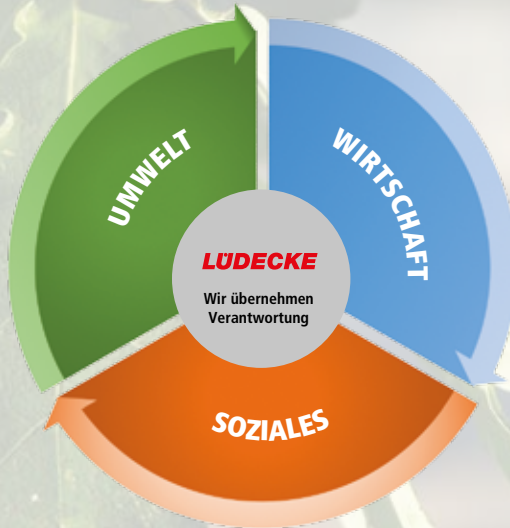 UMWELT
WIRTSCHAFT
LÜDECKE
Wir übernehmen
Verantwortung
SOZIALES